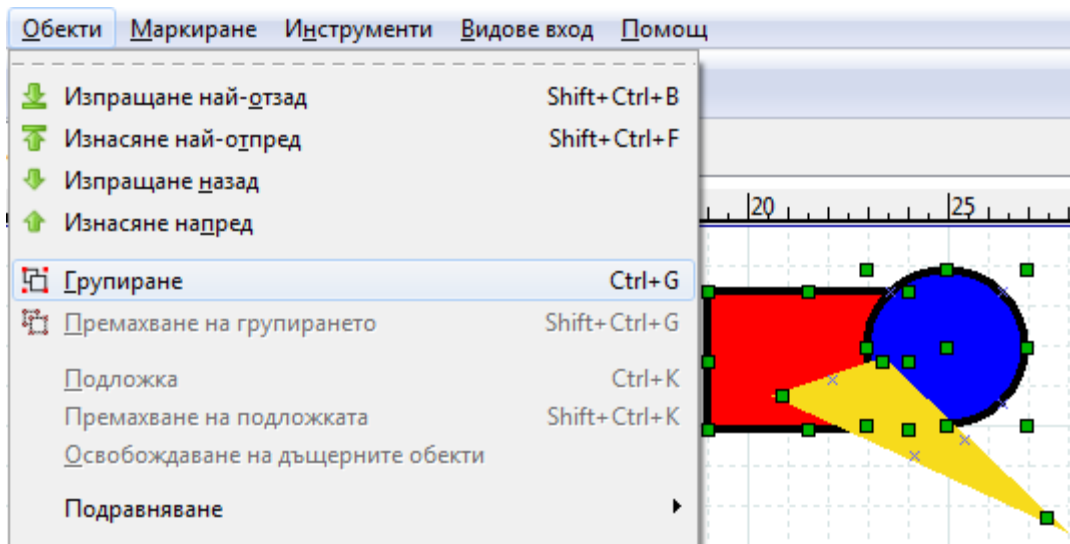 Обекти Маркиране Инструменти Видове вход Помощ
Изпращане най-отзад Shift+Ctrl+B
Изнасяне най-отпред Shift+Ctrl+F
Изпращане назад
Изнасяне напред
20 25
Групиране Ctrl+G
Премахване на групирането Shift+Ctrl+G
Подложка Ctrl+K
Премахване на подложката Shift+Ctrl+K
Освобождаване на дъщерните обекти
Подравняване